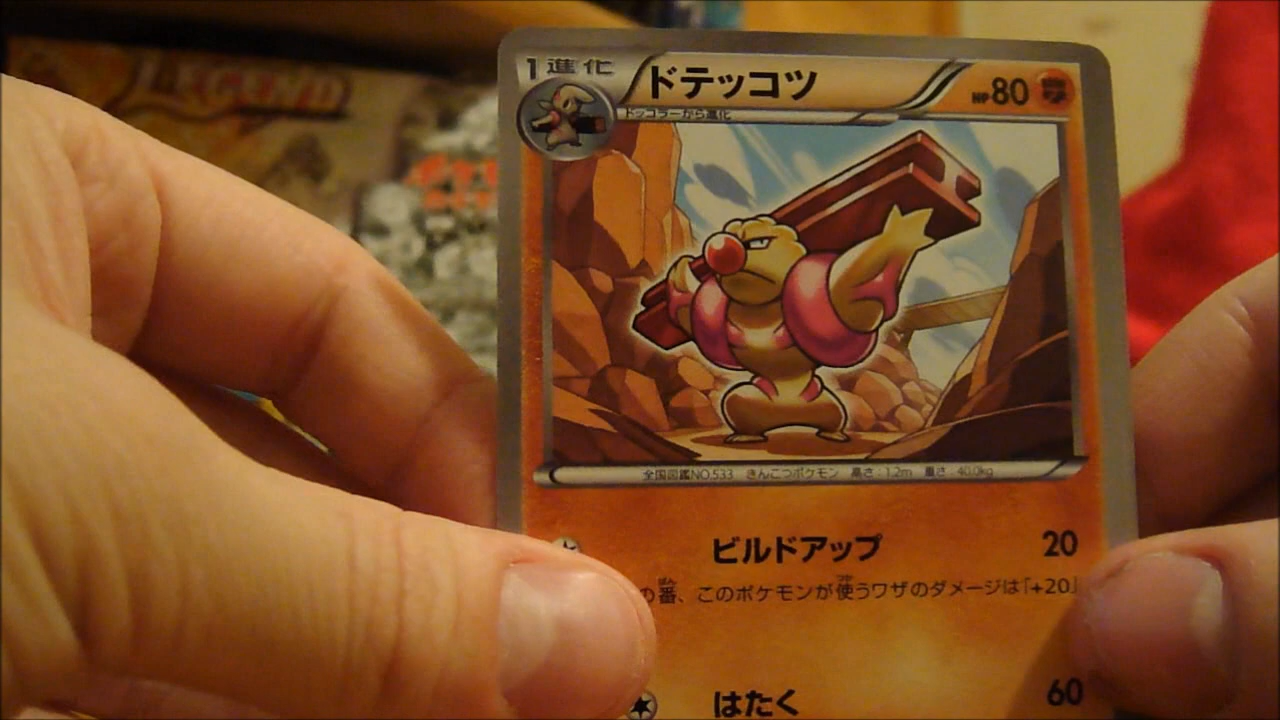 LEGEND
1 進化
ドテッコツ
HP80
ドッコラーから進化
全国図鑑NO.533 きんこつポケモン 高さ:1.2m 重さ:40.0kg
ビルドアップ 20
の番、このポケモンが使うワザのダメージは「+20」
はたく 60